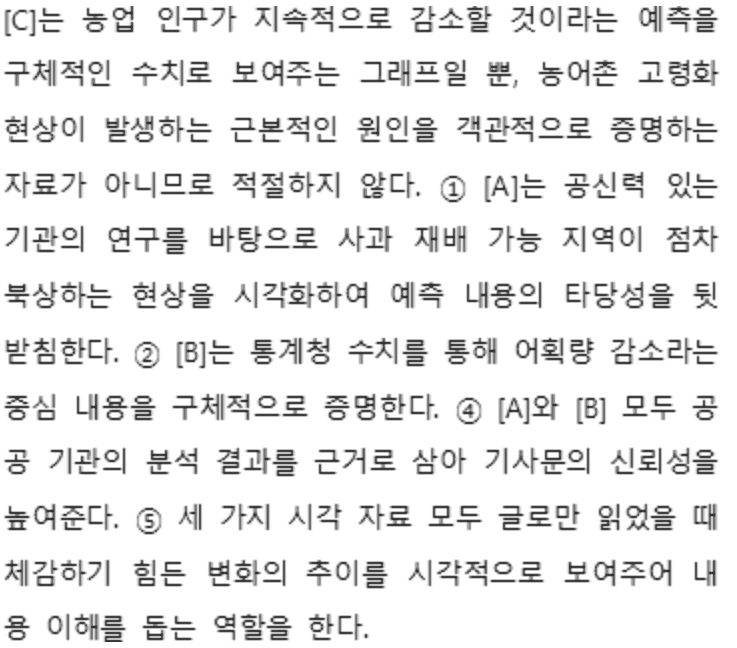 [C]는 농업 인구가 지속적으로 감소할 것이라는 예측을
구체적인 수치로 보여주는 그래프일 뿐, 농어촌 고령화
현상이 발생하는 근본적인 원인을 객관적으로 증명하는
자료가 아니므로 적절하지 않다. ① [A]는 공신력 있는
기관의 연구를 바탕으로 사과 재배 가능 지역이 점차
북상하는 현상을 시각화하여 예측 내용의 타당성을 뒷
받침한다. ② [B]는 통계청 수치를 통해 어획량 감소라는
중심 내용을 구체적으로 증명한다. ④ [A]와 [B] 모두 공
공 기관의 분석 결과를 근거로 삼아 기사문의 신뢰성을
높여준다. ⑤ 세 가지 시각 자료 모두 글로만 읽었을 때
체감하기 힘든 변화의 추이를 시각적으로 보여주어 내
용 이해를 돕는 역할을 한다.